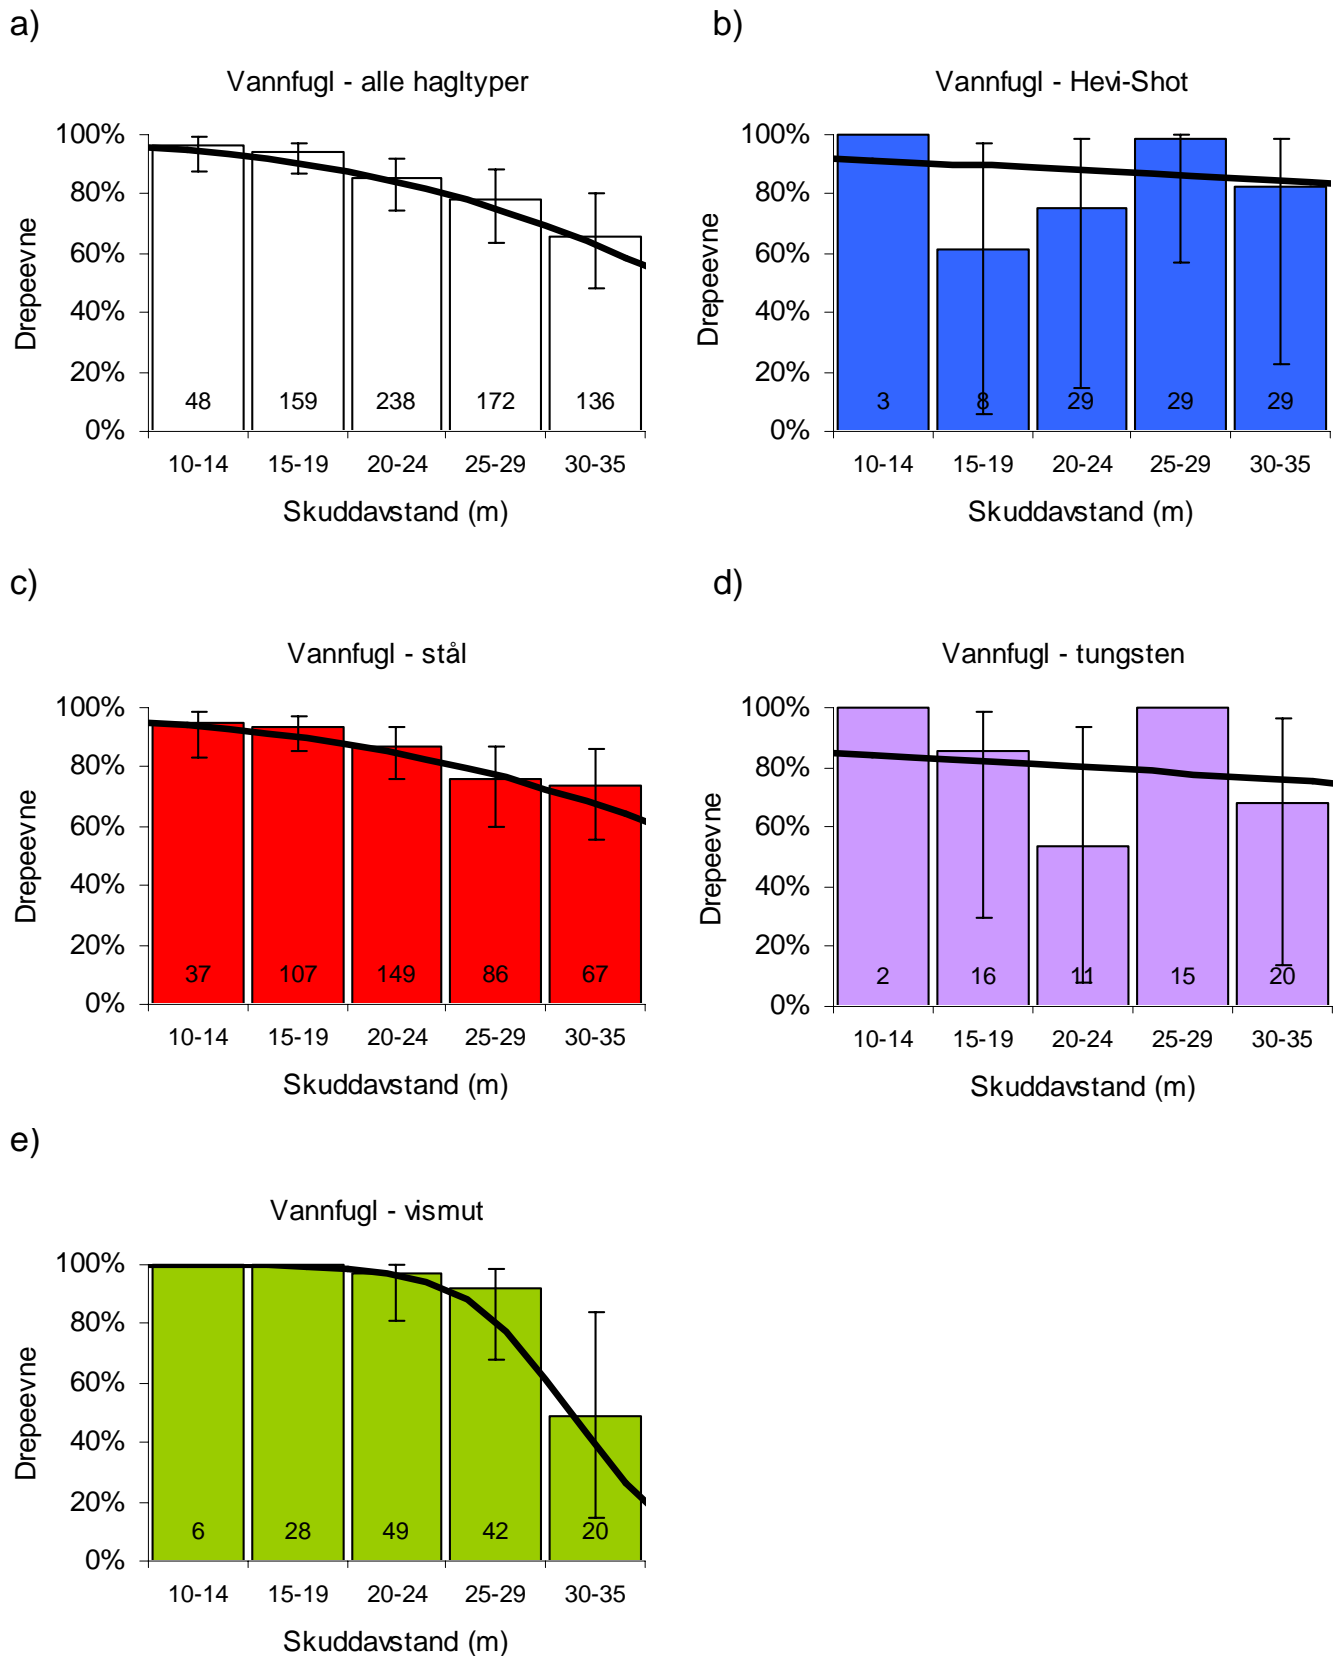 a)
Vannfugl - alle hagltyper
100%
80%
60%
40%
20%
0%
Drepeevne
48 159 238 172 136
10-14 15-19 20-24 25-29 30-35
Skuddavstand (m)
b)
Vannfugl - Hevi-Shot
100%
80%
60%
40%
20%
0%
Drepeevne
3 8 29 29 29
10-14 15-19 20-24 25-29 30-35
Skuddavstand (m)
c)
Vannfugl - stål
100%
80%
60%
40%
20%
0%
Drepeevne
37 107 149 86 67
10-14 15-19 20-24 25-29 30-35
Skuddavstand (m)
d)
Vannfugl - tungsten
100%
80%
60%
40%
20%
0%
Drepeevne
2 16 11 15 20
10-14 15-19 20-24 25-29 30-35
Skuddavstand (m)
e)
Vannfugl - vismut
100%
80%
60%
40%
20%
0%
Drepeevne
6 28 49 42 20
10-14 15-19 20-24 25-29 30-35
Skuddavstand (m)